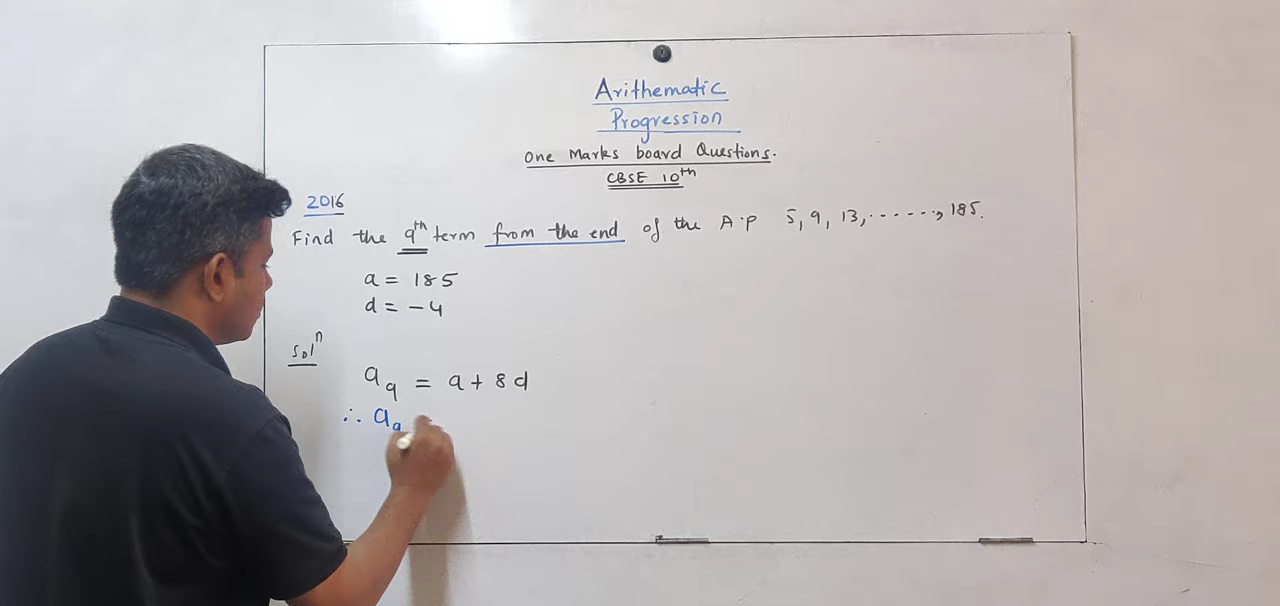 Arithematic
Progression
One Marks board Questions.
CBSE 10th
2016
Find the 9th term from the end of the A.P 5, 9, 13, ......, 185.
a = 185
d = -4
Solⁿ
a₉ = a + 8d
∴ a₉